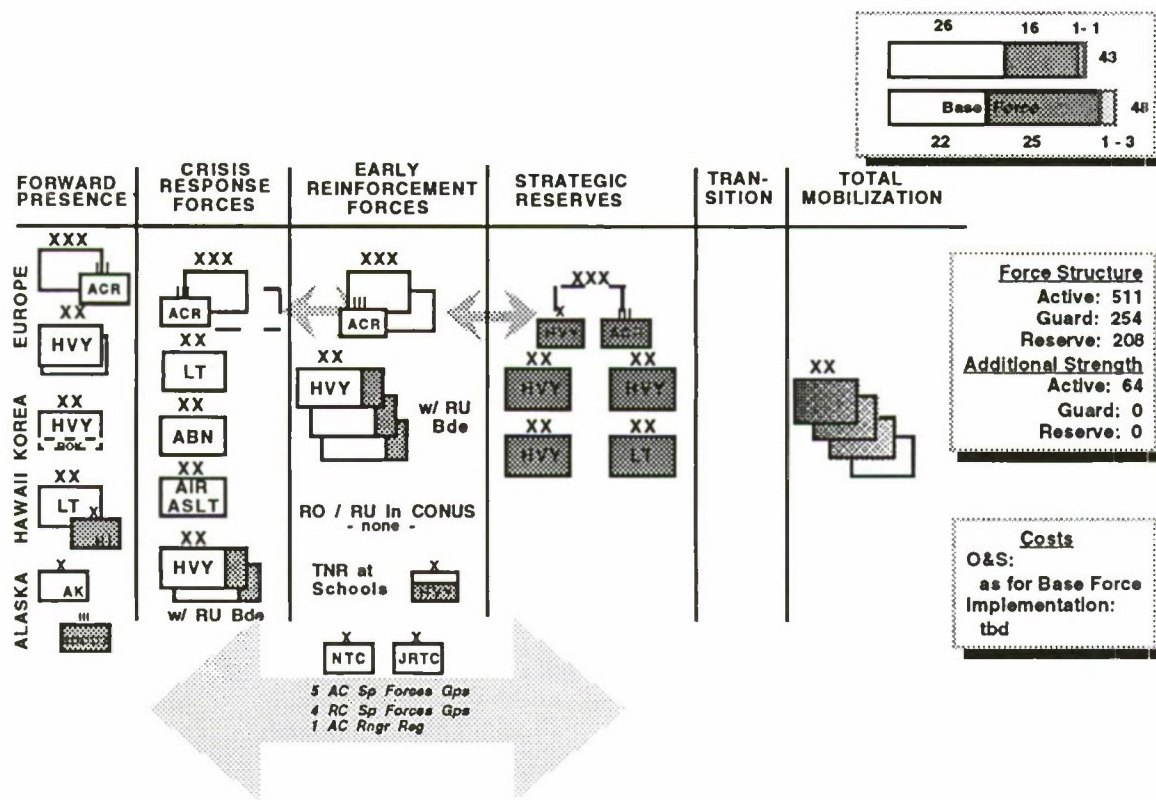 26 16 1- 1
43
Base Force 48
22 25 1 - 3
FORWARD
PRESENCE
CRISIS
RESPONSE
FORCES
EARLY
REINFORCEMENT
FORCES
STRATEGIC
RESERVES
TRAN-
SITION
TOTAL
MOBILIZATION
EUROPE
XXX
III
ACR
XX
HVY
KOREA
XX
HVY
ROK
HAWAII
XX
LT
X
ALASKA
X
AK
III
XXX
ACR
XX
LT
XX
ABN
XX
AIR
ASLT
XX
HVY
w/ RU Bde
XXX
III
ACR
XX
HVY
w/ RU
Bde
RO / RU in CONUS
- none -
TNR at
Schools
X
HVY
X X
NTC JRTC
5 AC Sp Forces Gps
4 RC Sp Forces Gps
1 AC Rngr Reg
XXX
X
HVY ACR
XX XX
HVY HVY
XX XX
HVY LT
XX
Force Structure
Active: 511
Guard: 254
Reserve: 208
Additional Strength
Active: 64
Guard: 0
Reserve: 0
Costs
O&S:
as for Base Force
Implementation:
tbd